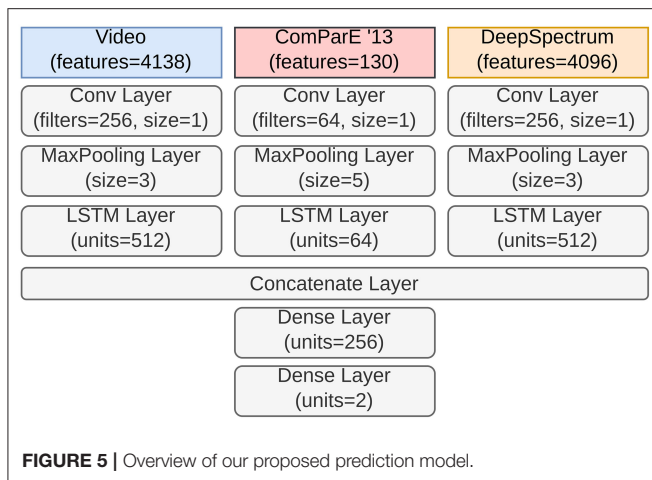 Video
(features=4138)
ComParE '13
(features=130)
DeepSpectrum
(features=4096)
Conv Layer
(filters=256, size=1)
Conv Layer
(filters=64, size=1)
Conv Layer
(filters=256, size=1)
MaxPooling Layer
(size=3)
MaxPooling Layer
(size=5)
MaxPooling Layer
(size=3)
LSTM Layer
(units=512)
LSTM Layer
(units=64)
LSTM Layer
(units=512)
Concatenate Layer
Dense Layer
(units=256)
Dense Layer
(units=2)
FIGURE 5 | Overview of our proposed prediction model.